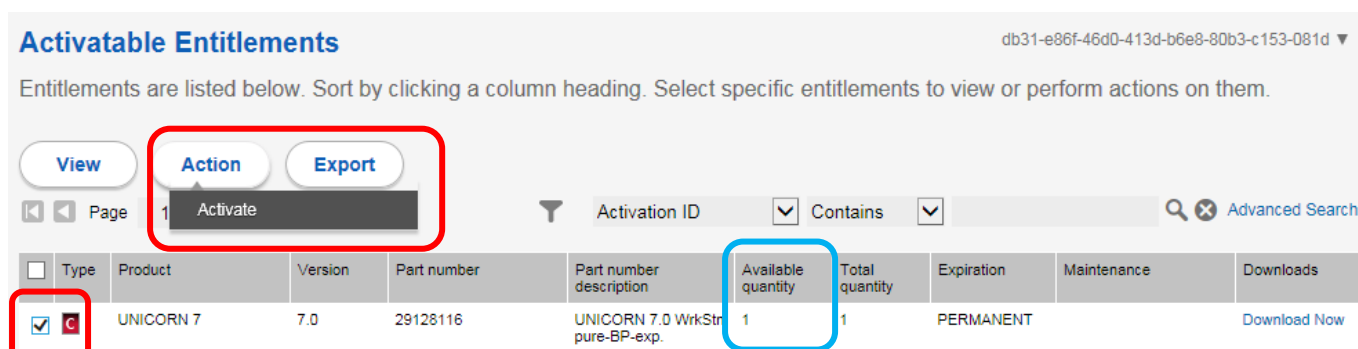 Activatable Entitlements
db31-e86f-46d0-413d-b6e8-80b3-c153-081d ▼
Entitlements are listed below. Sort by clicking a column heading. Select specific entitlements to view or perform actions on them.
View Action Export
Page 1 Activate Activation ID Contains Advanced Search
Type Product Version Part number Part number description Available quantity Total quantity Expiration Maintenance Downloads
C UNICORN 7 7.0 29128116 UNICORN 7.0 WrkStn pure-BP-exp. 1 1 PERMANENT Download Now